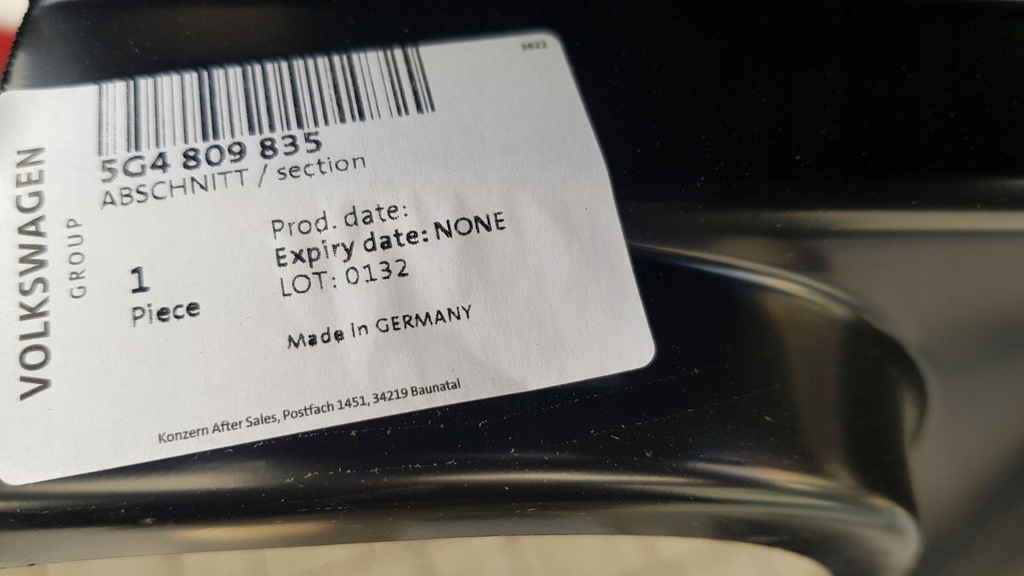 3822
5G4 809 835
ABSCHNITT / section
VOLKSWAGEN
GROUP
1
Piece
Prod. date:
Expiry date: NONE
LOT: 0132
Made in GERMANY
Konzern After Sales, Postfach 1451, 34219 Baunatal